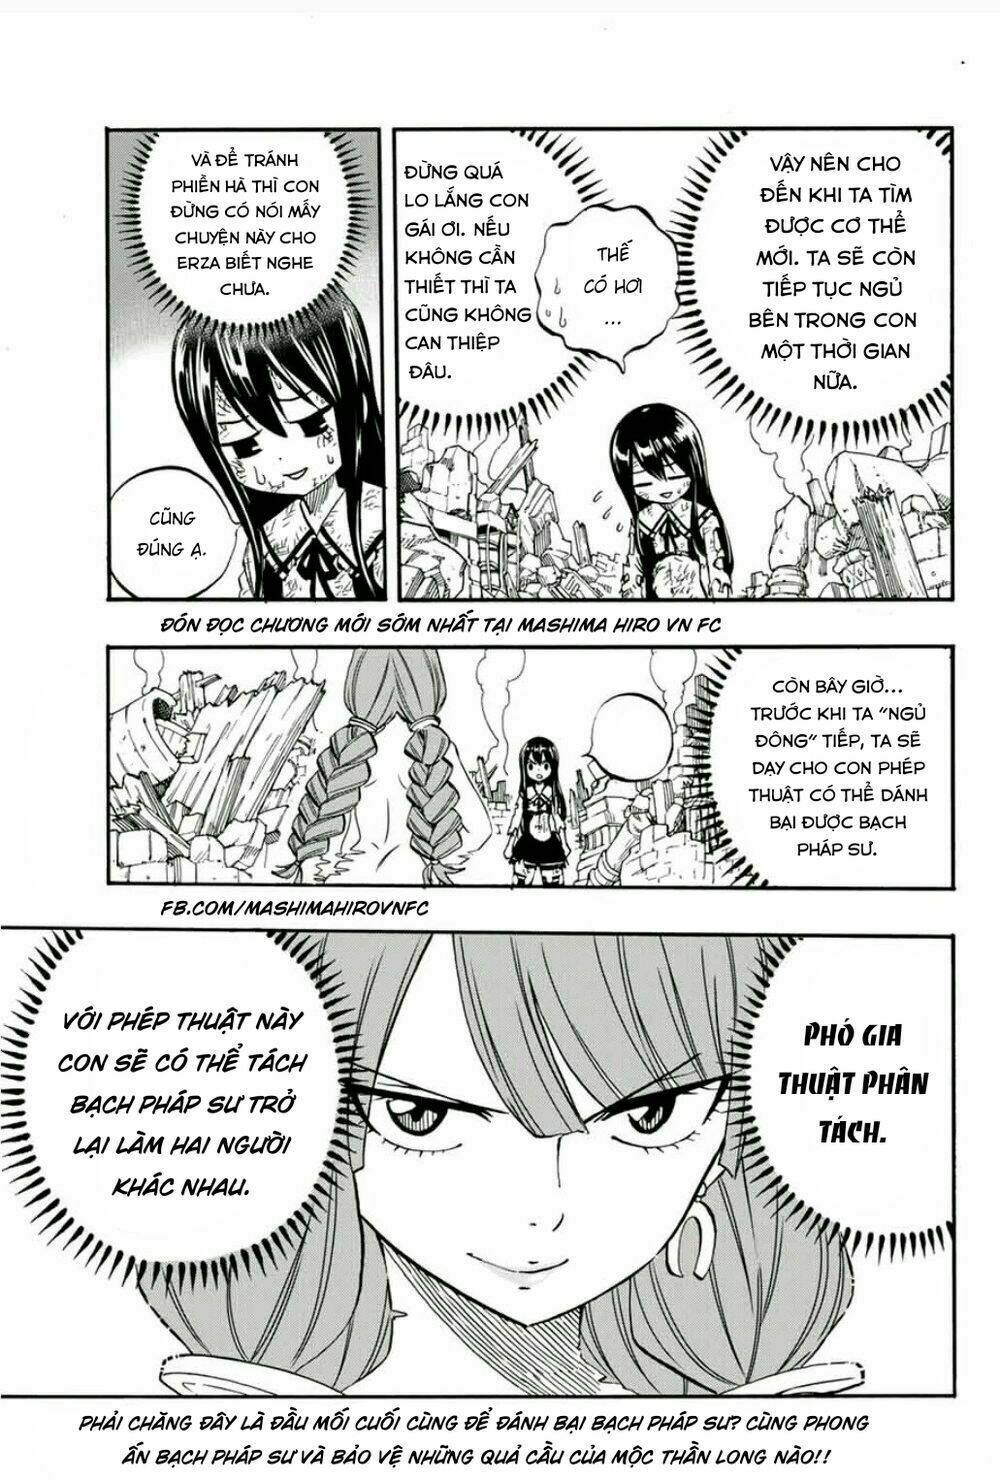 VẬY NÊN CHO
ĐẾN KHI TA TÌM
ĐƯỢC CƠ THỂ
MỚI. TA SẼ CÒN
TIẾP TỤC NGỦ
BÊN TRONG CON
MỘT THỜI GIAN
NỮA.
THẾ
CÓ HƠI
...
ĐỪNG QUÁ
LO LẮNG CON
GÁI ƠI. NẾU
KHÔNG CẦN
THIẾT THÌ TA
CŨNG KHÔNG
CAN THIỆP
ĐÂU.
VÀ ĐỂ TRÁNH
PHIỀN HÀ THÌ CON
ĐỪNG CÓ NÓI MẤY
CHUYỆN NÀY CHO
ERZA BIẾT NGHE
CHƯA.
CŨNG
ĐÚNG Ạ.
ĐÓN ĐỌC CHƯƠNG MỚI SỚM NHẤT TẠI MASHIMA HIRO VN FC
CÒN BÂY GIỜ...
TRƯỚC KHI TA "NGỦ
ĐÔNG" TIẾP, TA SẼ
DẠY CHO CON PHÉP
THUẬT CÓ THỂ DÁNH
BẠI ĐƯỢC BẠCH
PHÁP SƯ.
FB.COM/MASHIMAHIROVNFC
PHÓ GIA
THUẬT PHÂN
TÁCH.
VỚI PHÉP THUẬT NÀY
CON SẼ CÓ THỂ TÁCH
BẠCH PHÁP SƯ TRỞ
LẠI LÀM HAI NGƯỜI
KHÁC NHAU.
PHẢI CHĂNG ĐÂY LÀ ĐẦU MỐI CUỐI CÙNG ĐỂ ĐÁNH BẠI BẠCH PHÁP SƯ? CÙNG PHONG
ẤN BẠCH PHÁP SƯ VÀ BẢO VỆ NHỮNG QUẢ CẦU CỦA MỘC THẦN LONG NÀO!!